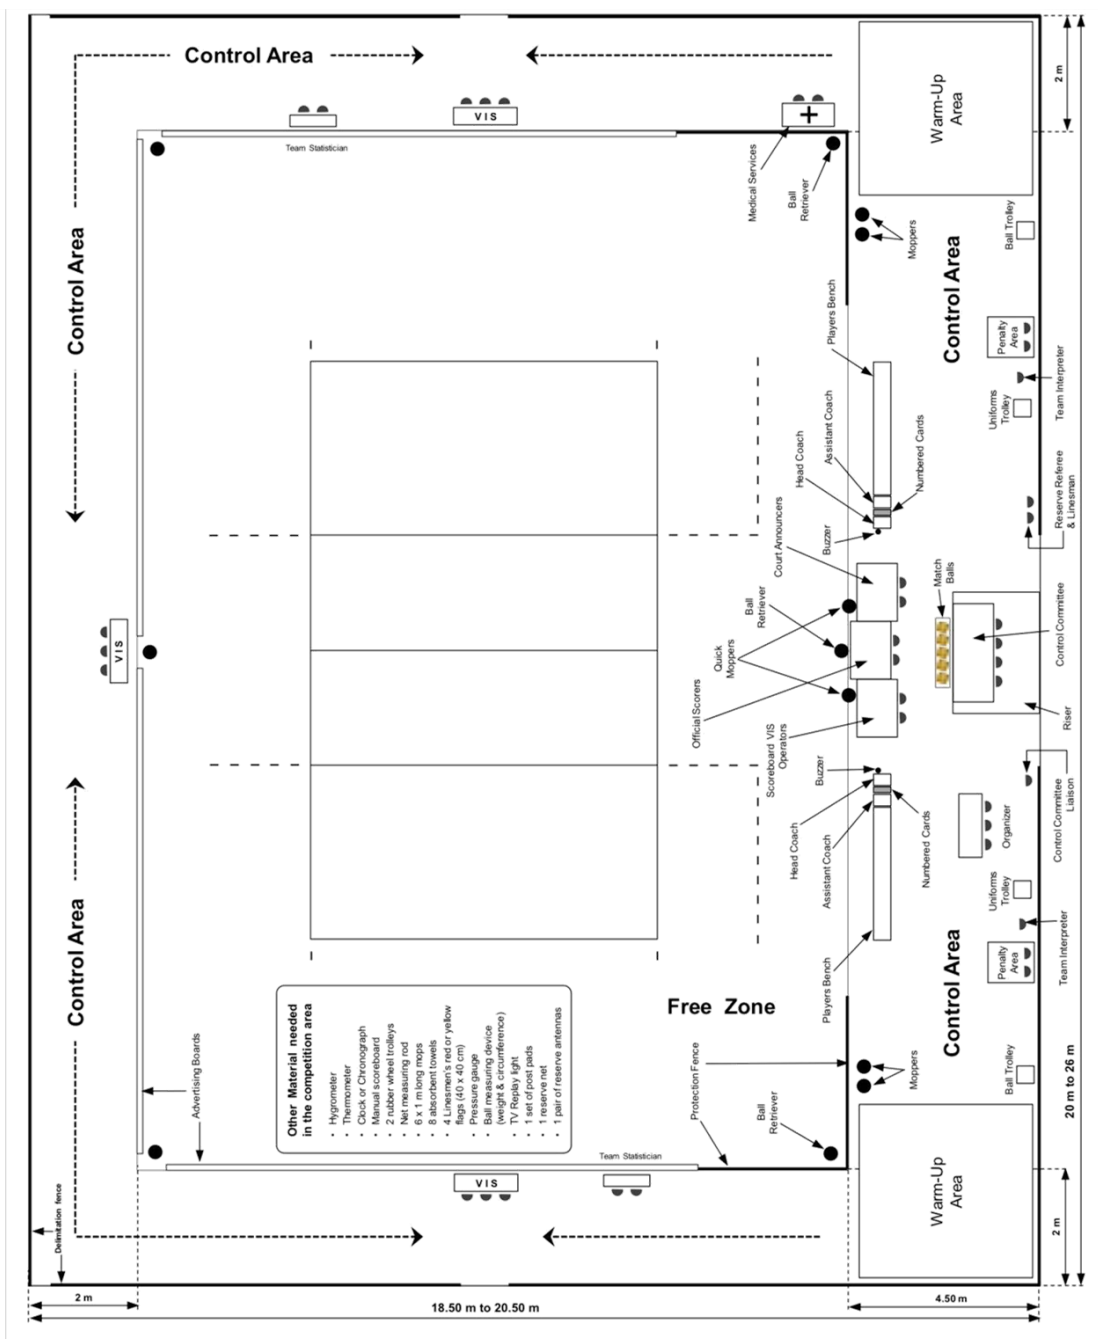 Control Area
VIS
Team Statistician
Medical Services
Ball
Retriever
Warm-Up
Area
2 m
Moppers
Ball Trolley
Control Area
Control Area
Players Bench
Penalty
Area
Team Interpreter
Uniforms
Trolley
Assistant Coach
Head Coach
Numbered Cards
Reserve Referee
& Linesman
Buzzer
Court Announcers
Match
Balls
Ball
Retriever
Quick
Moppers
Control Committee
VIS
Official Scorers
Riser
Scoreboard VIS
Operators
Buzzer
Control Committee
Liaison
Organizer
Head Coach
Assistant Coach
Numbered Cards
Uniforms
Trolley
Team Interpreter
Penalty
Area
Players Bench
Control Area
Control Area
Free Zone
Other Material needed
in the competition area
• Hygrometer
• Thermometer
• Clock or Chronograph
• Manual scoreboard
• 2 rubber wheel trolleys
• Net measuring rod
• 6 x 1 m long mops
• 8 absorbent towels
• 4 Linesmen's red or yellow
flags (40 x 40 cm)
• Pressure gauge
• Ball measuring device
(weight & circumference)
• TV Replay light
• 1 set of post pads
• 1 reserve net
• 1 pair of reserve antennas
Advertising Boards
Protection Fence
Ball
Retriever
Moppers
Ball Trolley
20 m to 26 m
Team Statistician
VIS
Warm-Up
Area
2 m
Delimitation fence
2 m
18.50 m to 20.50 m
4.50 m